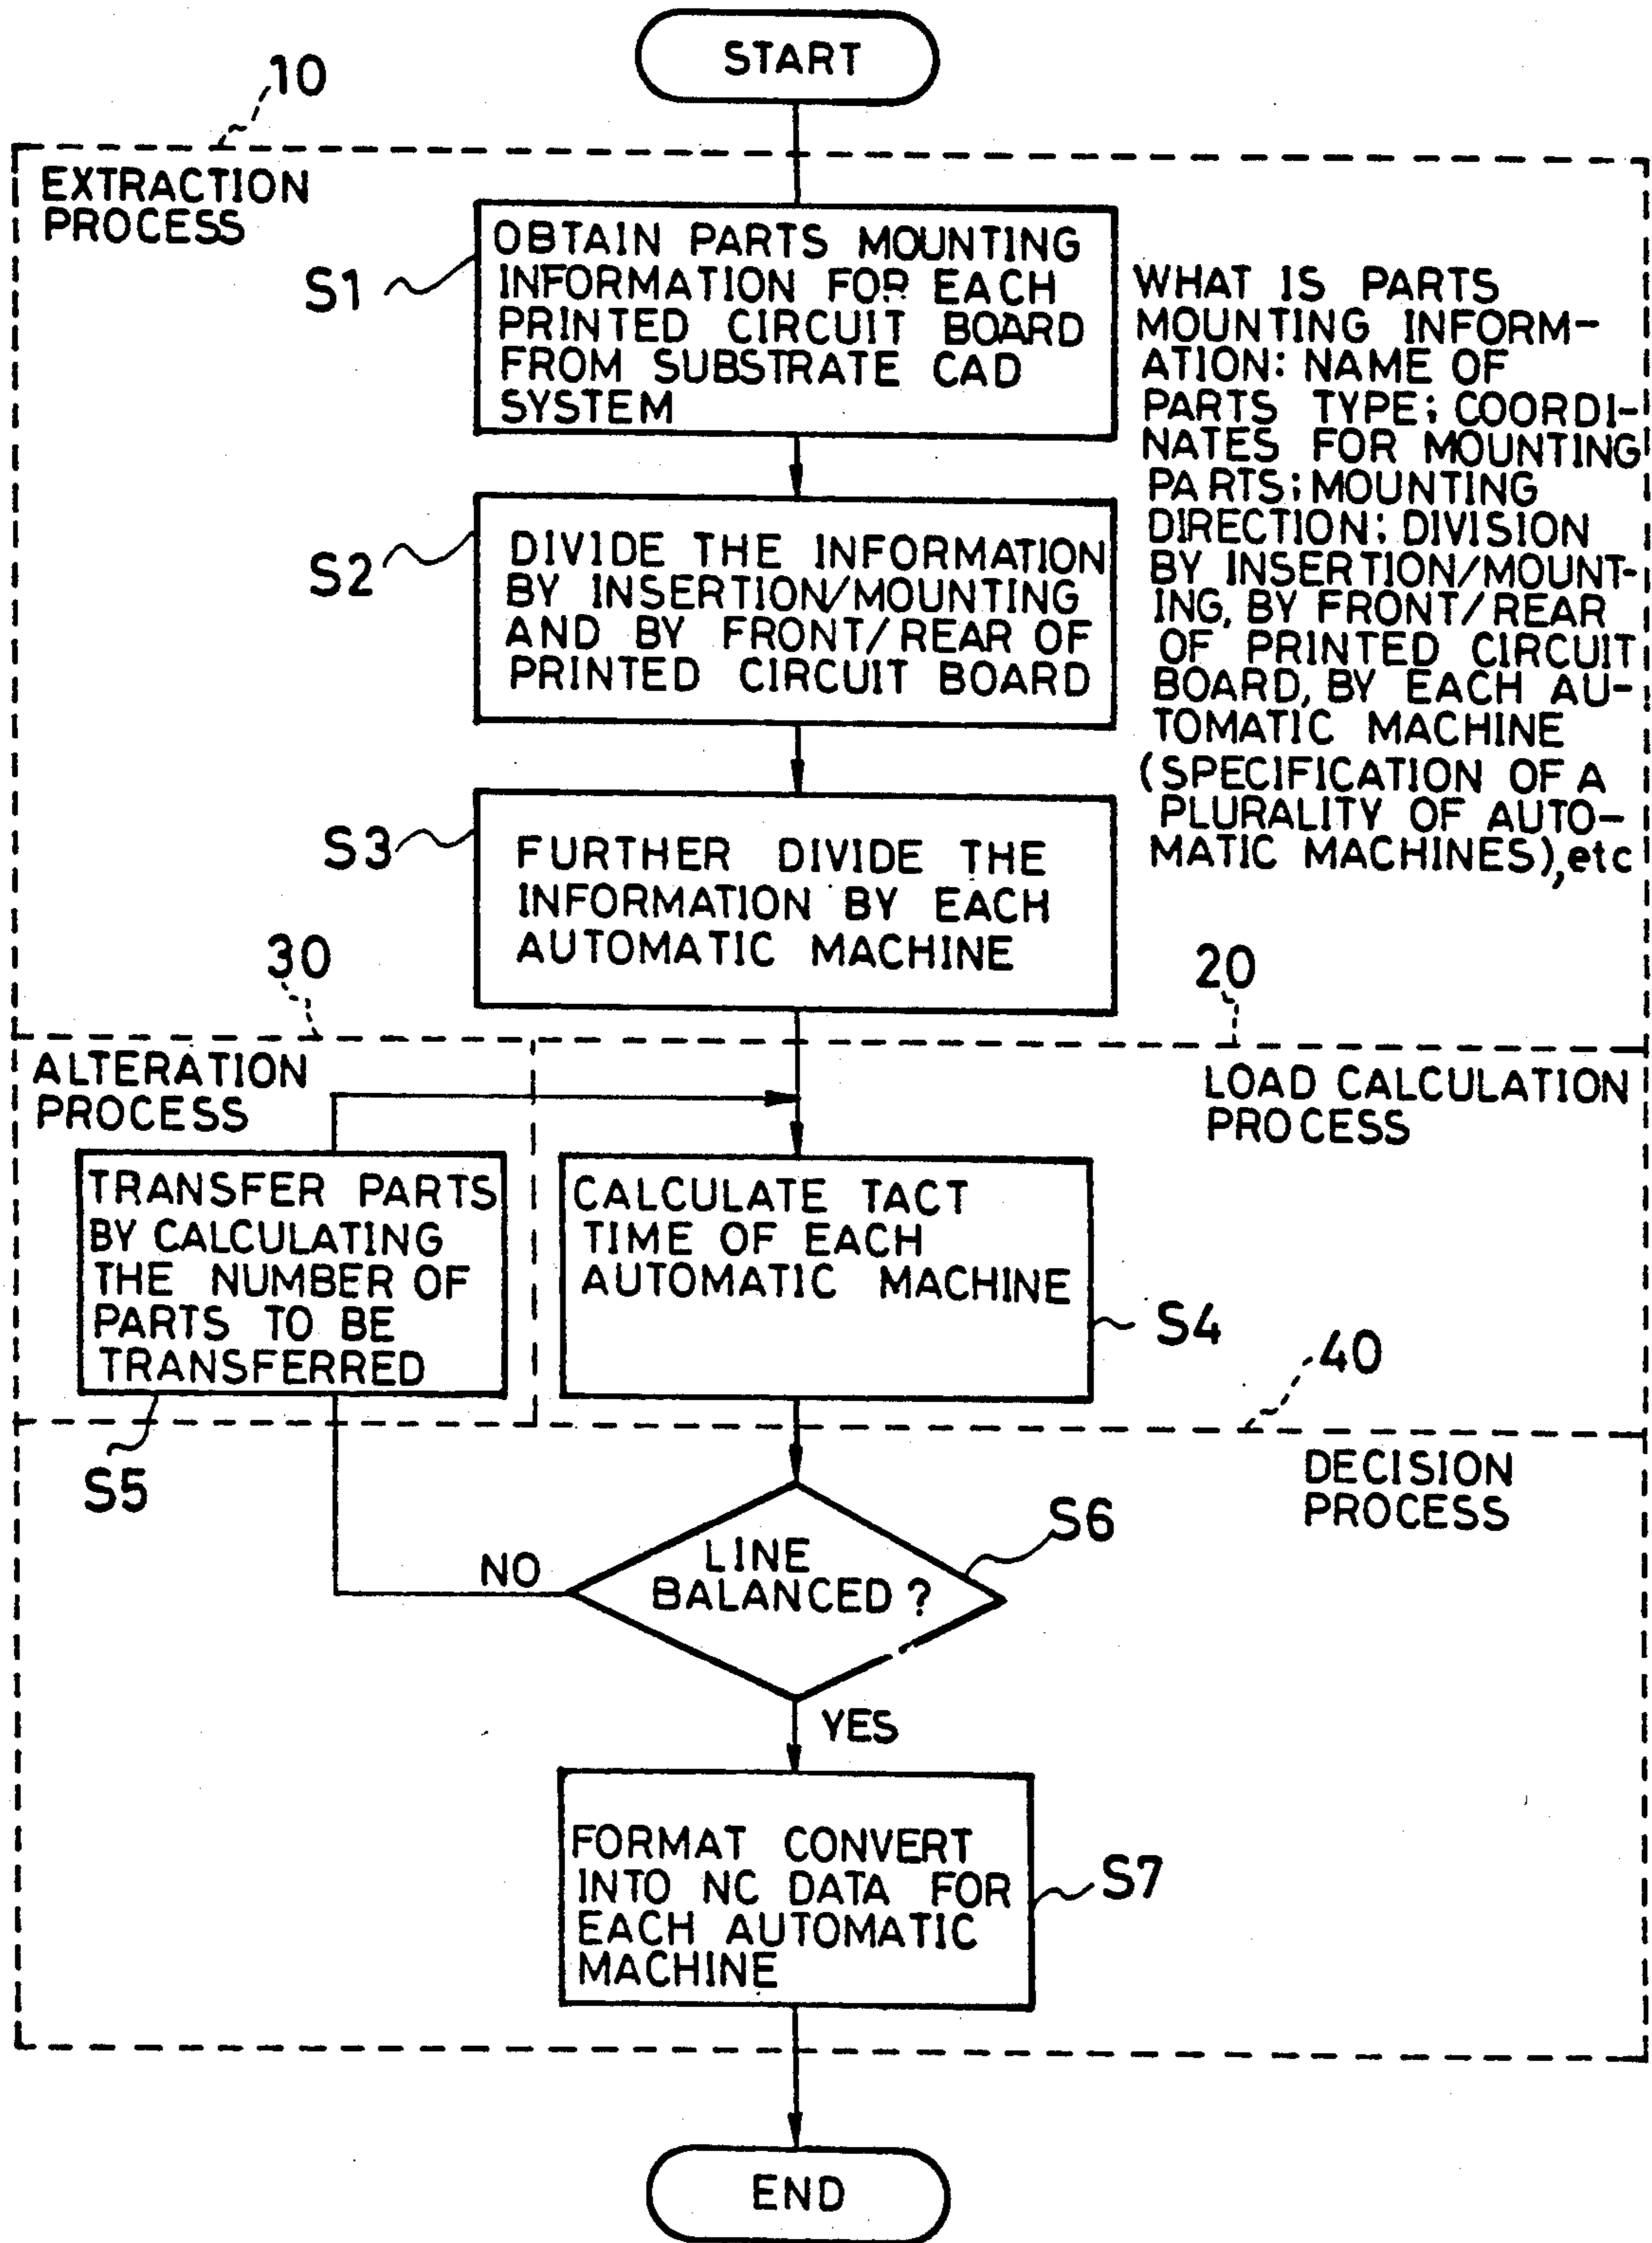 START
10
EXTRACTION
PROCESS
S1
OBTAIN PARTS MOUNTING
INFORMATION FOR EACH
PRINTED CIRCUIT BOARD
FROM SUBSTRATE CAD
SYSTEM
WHAT IS PARTS
MOUNTING INFORM-
ATION: NAME OF
PARTS TYPE; COORDI-
NATES FOR MOUNTING
PARTS; MOUNTING
DIRECTION; DIVISION
BY INSERTION/MOUNT-
ING, BY FRONT/REAR
OF PRINTED CIRCUIT
BOARD, BY EACH AU-
TOMATIC MACHINE
(SPECIFICATION OF A
PLURALITY OF AUTO-
MATIC MACHINES), etc
S2
DIVIDE THE INFORMATION
BY INSERTION/MOUNTING
AND BY FRONT/REAR OF
PRINTED CIRCUIT BOARD
S3
FURTHER DIVIDE THE
INFORMATION BY EACH
AUTOMATIC MACHINE
30
20
ALTERATION
PROCESS
LOAD CALCULATION
PROCESS
TRANSFER PARTS
BY CALCULATING
THE NUMBER OF
PARTS TO BE
TRANSFERRED
CALCULATE TACT
TIME OF EACH
AUTOMATIC MACHINE
S4
40
S5
DECISION
PROCESS
S6
NO
LINE
BALANCED ?
YES
FORMAT CONVERT
INTO NC DATA FOR
EACH AUTOMATIC
MACHINE
S7
END